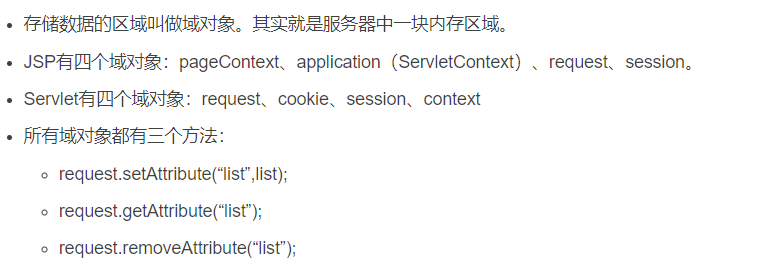 存储数据的区域叫做域对象。其实就是服务器中一块内存区域。
JSP有四个域对象：pageContext、application（ServletContext）、request、session。
Servlet有四个域对象：request、cookie、session、context
所有域对象都有三个方法：
request.setAttribute(“list”,list);
request.getAttribute(“list”);
request.removeAttribute(“list”);